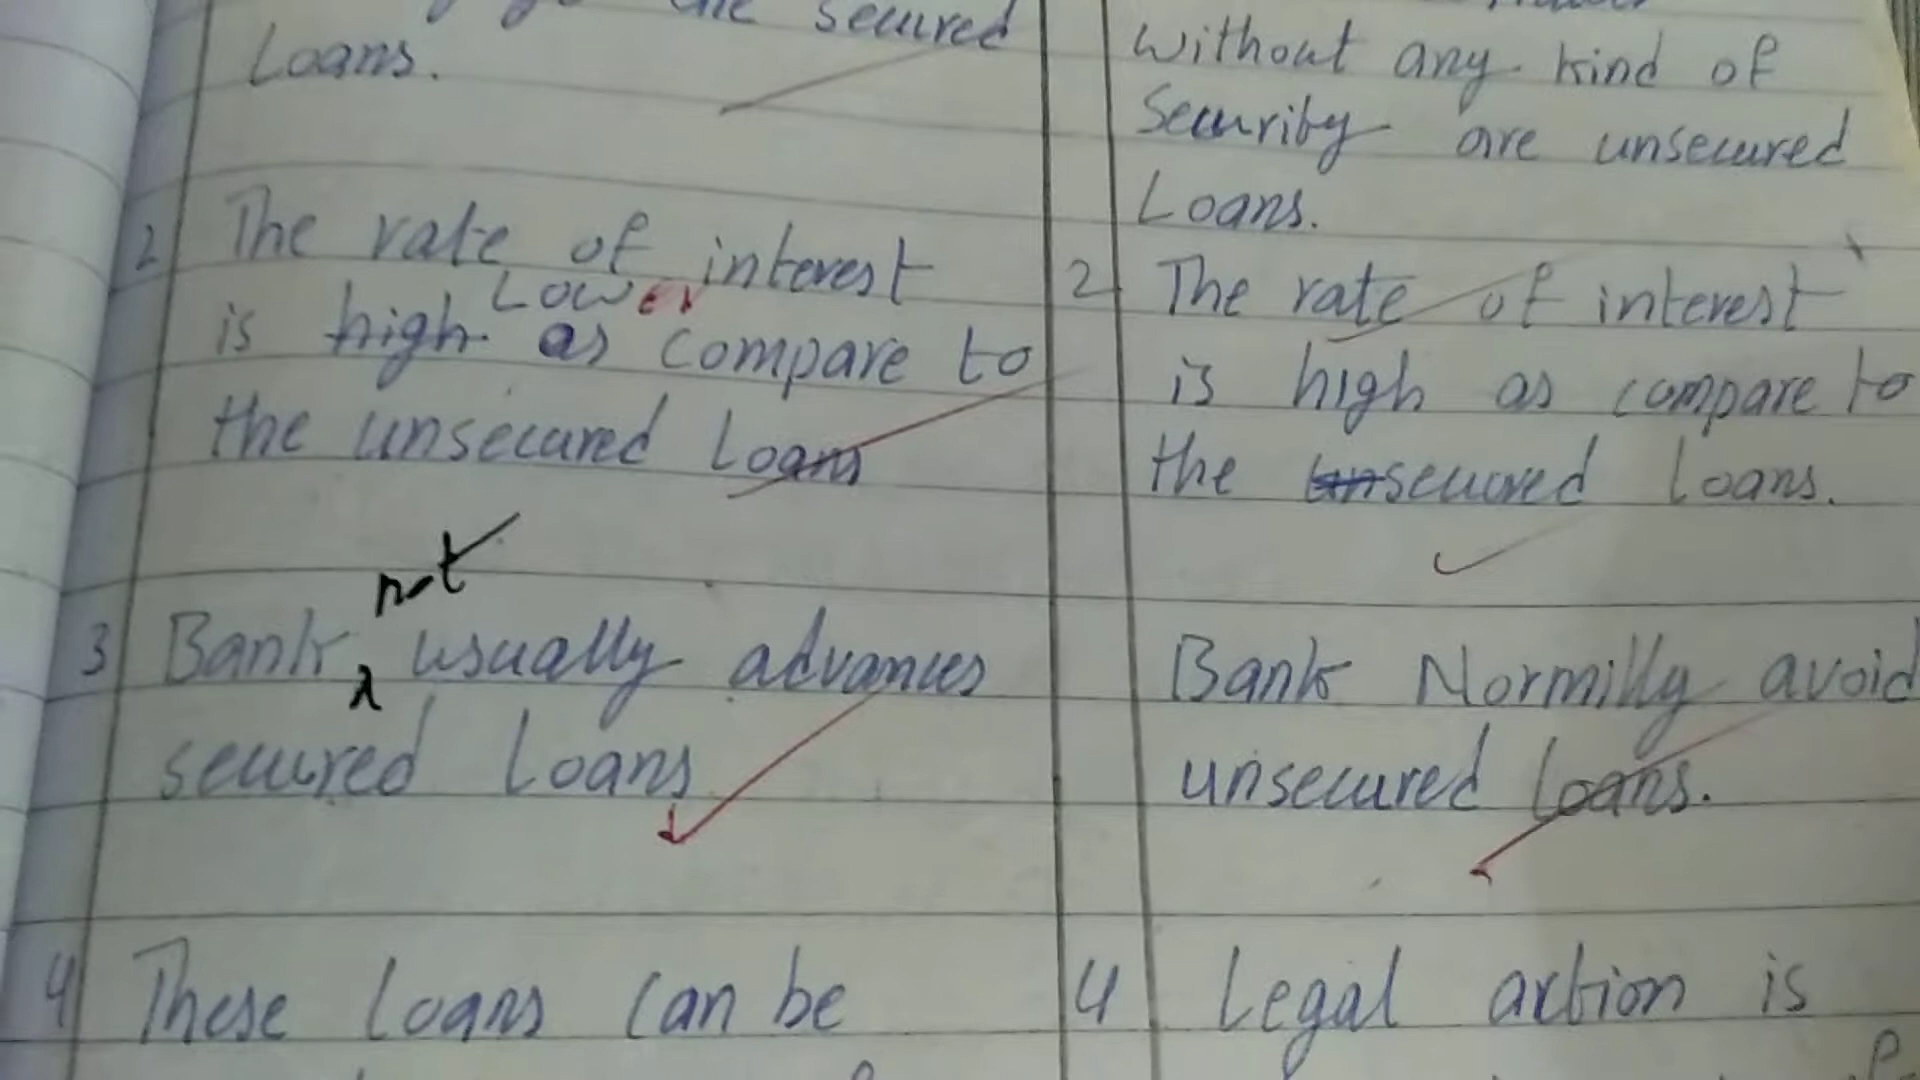 secured
Loans.
2 The rate of interest
Lower
is high as compare to
the unsecured Loans
not
3 Bank usually advances
secured Loans
4 These Loans can be
without any kind of
Security are unsecured
Loans.
2 The rate of interest
is high as compare to
the unsecured Loans.
Bank Normilly avoid
unsecured loans.
4 Legal action is